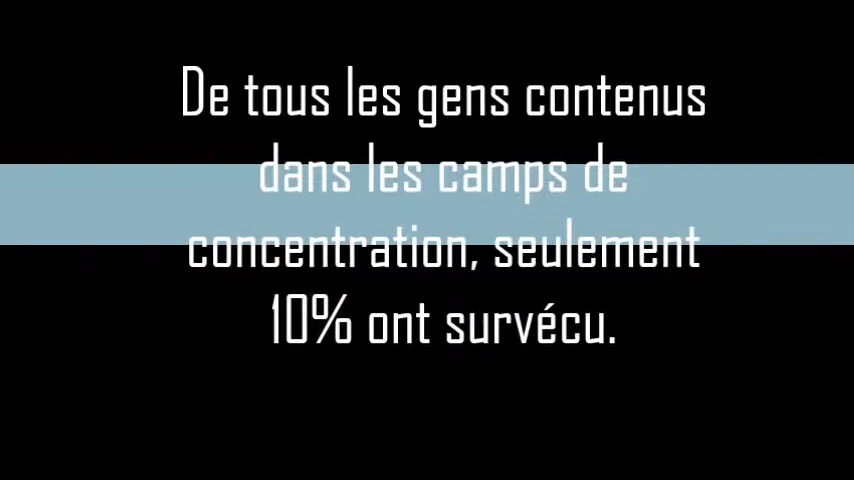 De tous les gens contenus
dans les camps de
concentration, seulement
10% ont survécu.